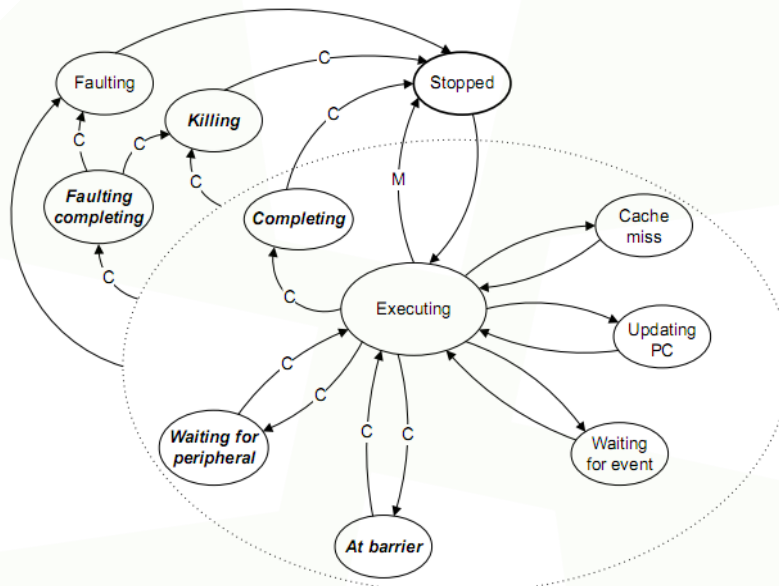 C
Faulting
Stopped
Killing
C
C
C
C
M
Faulting
completing
Completing
Cache
miss
C
C
Executing
Updating
PC
C
C
Waiting for
peripheral
C
C
Waiting
for event
At barrier